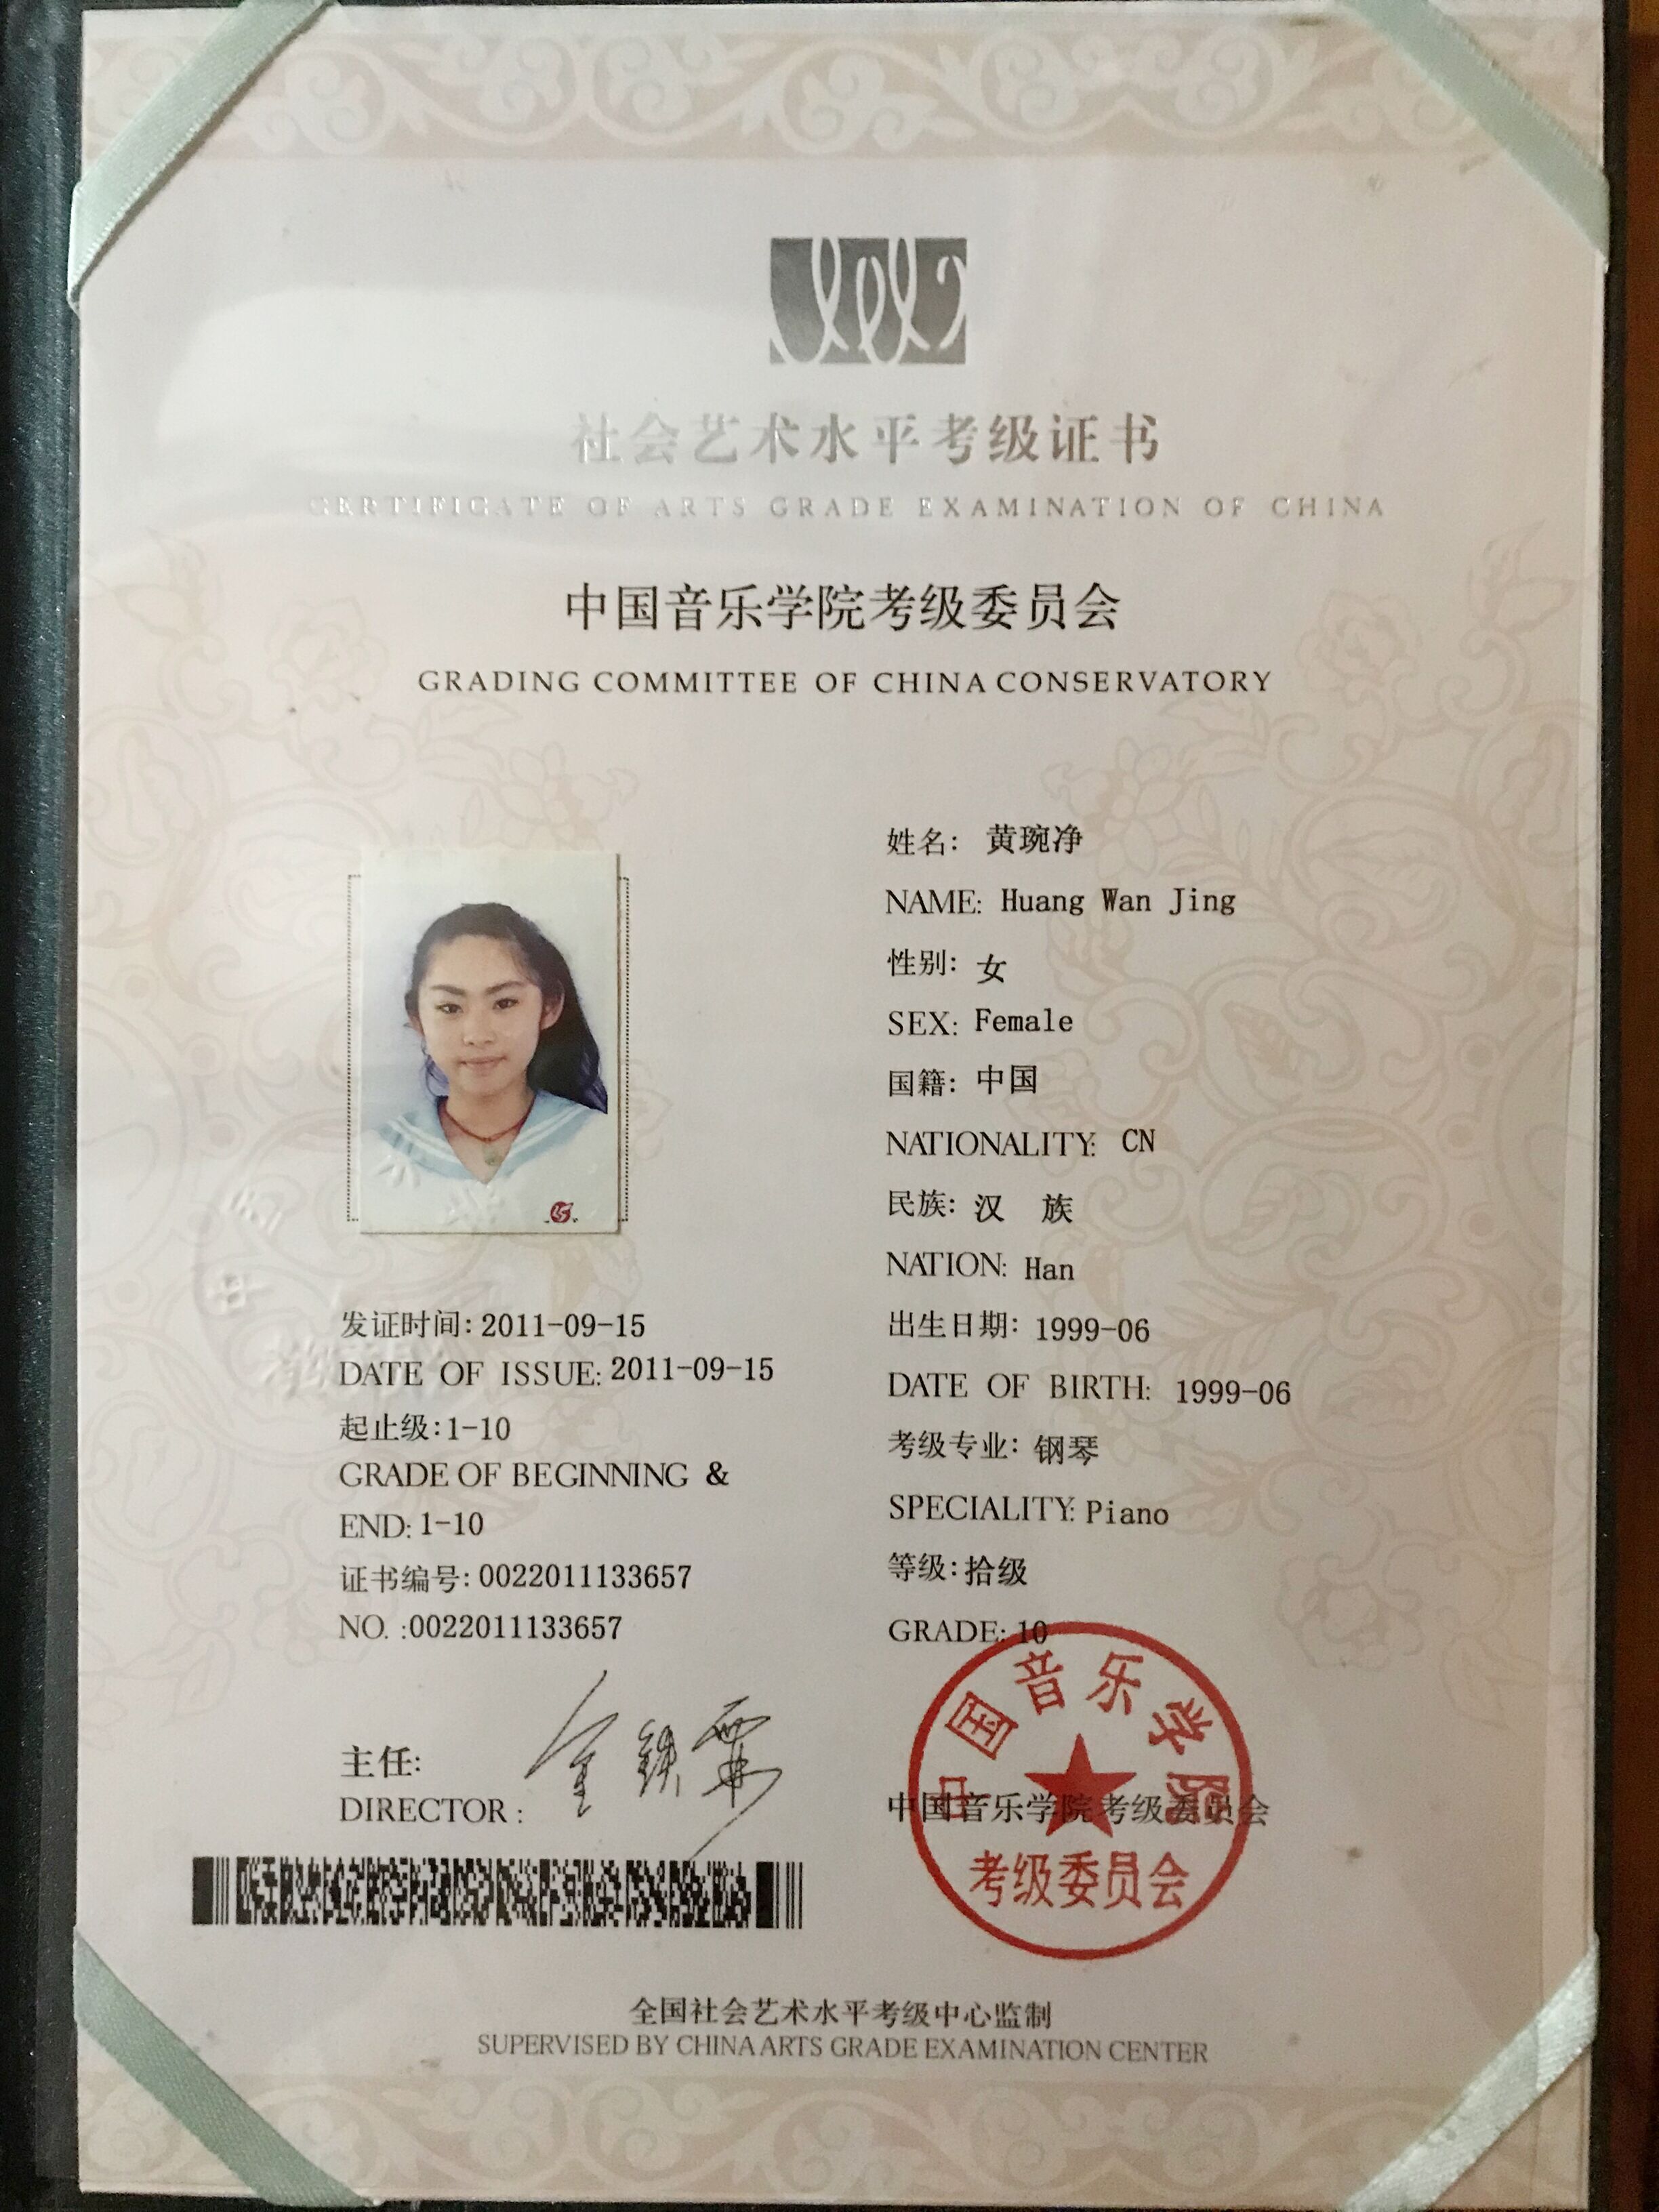 社会艺术水平考级证书
CERTIFICATE OF ARTS GRADE EXAMINATION OF CHINA
中国音乐学院考级委员会
GRADING COMMITTEE OF CHINA CONSERVATORY
姓名: 黄琬净
NAME: Huang Wan Jing
性别: 女
SEX: Female
国籍: 中国
NATIONALITY: CN
民族: 汉 族
NATION: Han
出生日期: 1999-06
DATE OF BIRTH: 1999-06
考级专业: 钢琴
SPECIALITY: Piano
等级: 拾级
GRADE: 10
发证时间: 2011-09-15
DATE OF ISSUE: 2011-09-15
起止级: 1-10
GRADE OF BEGINNING &
END: 1-10
证书编号: 0022011133657
NO. :0022011133657
主任:
DIRECTOR :
金铁霖
中国音乐学院考级委员会
中国音乐学院
考级委员会
全国社会艺术水平考级中心监制
SUPERVISED BY CHINA ARTS GRADE EXAMINATION CENTER